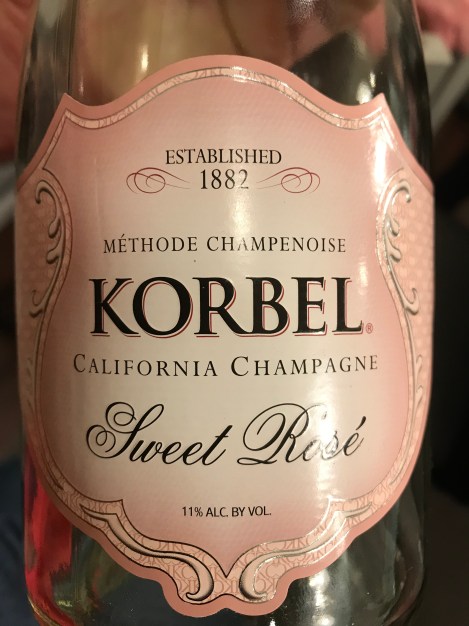 ESTABLISHED
1882
MÉTHODE CHAMPENOISE
KORBEL®
CALIFORNIA CHAMPAGNE
Sweet Rosé
11% ALC. BY VOL.